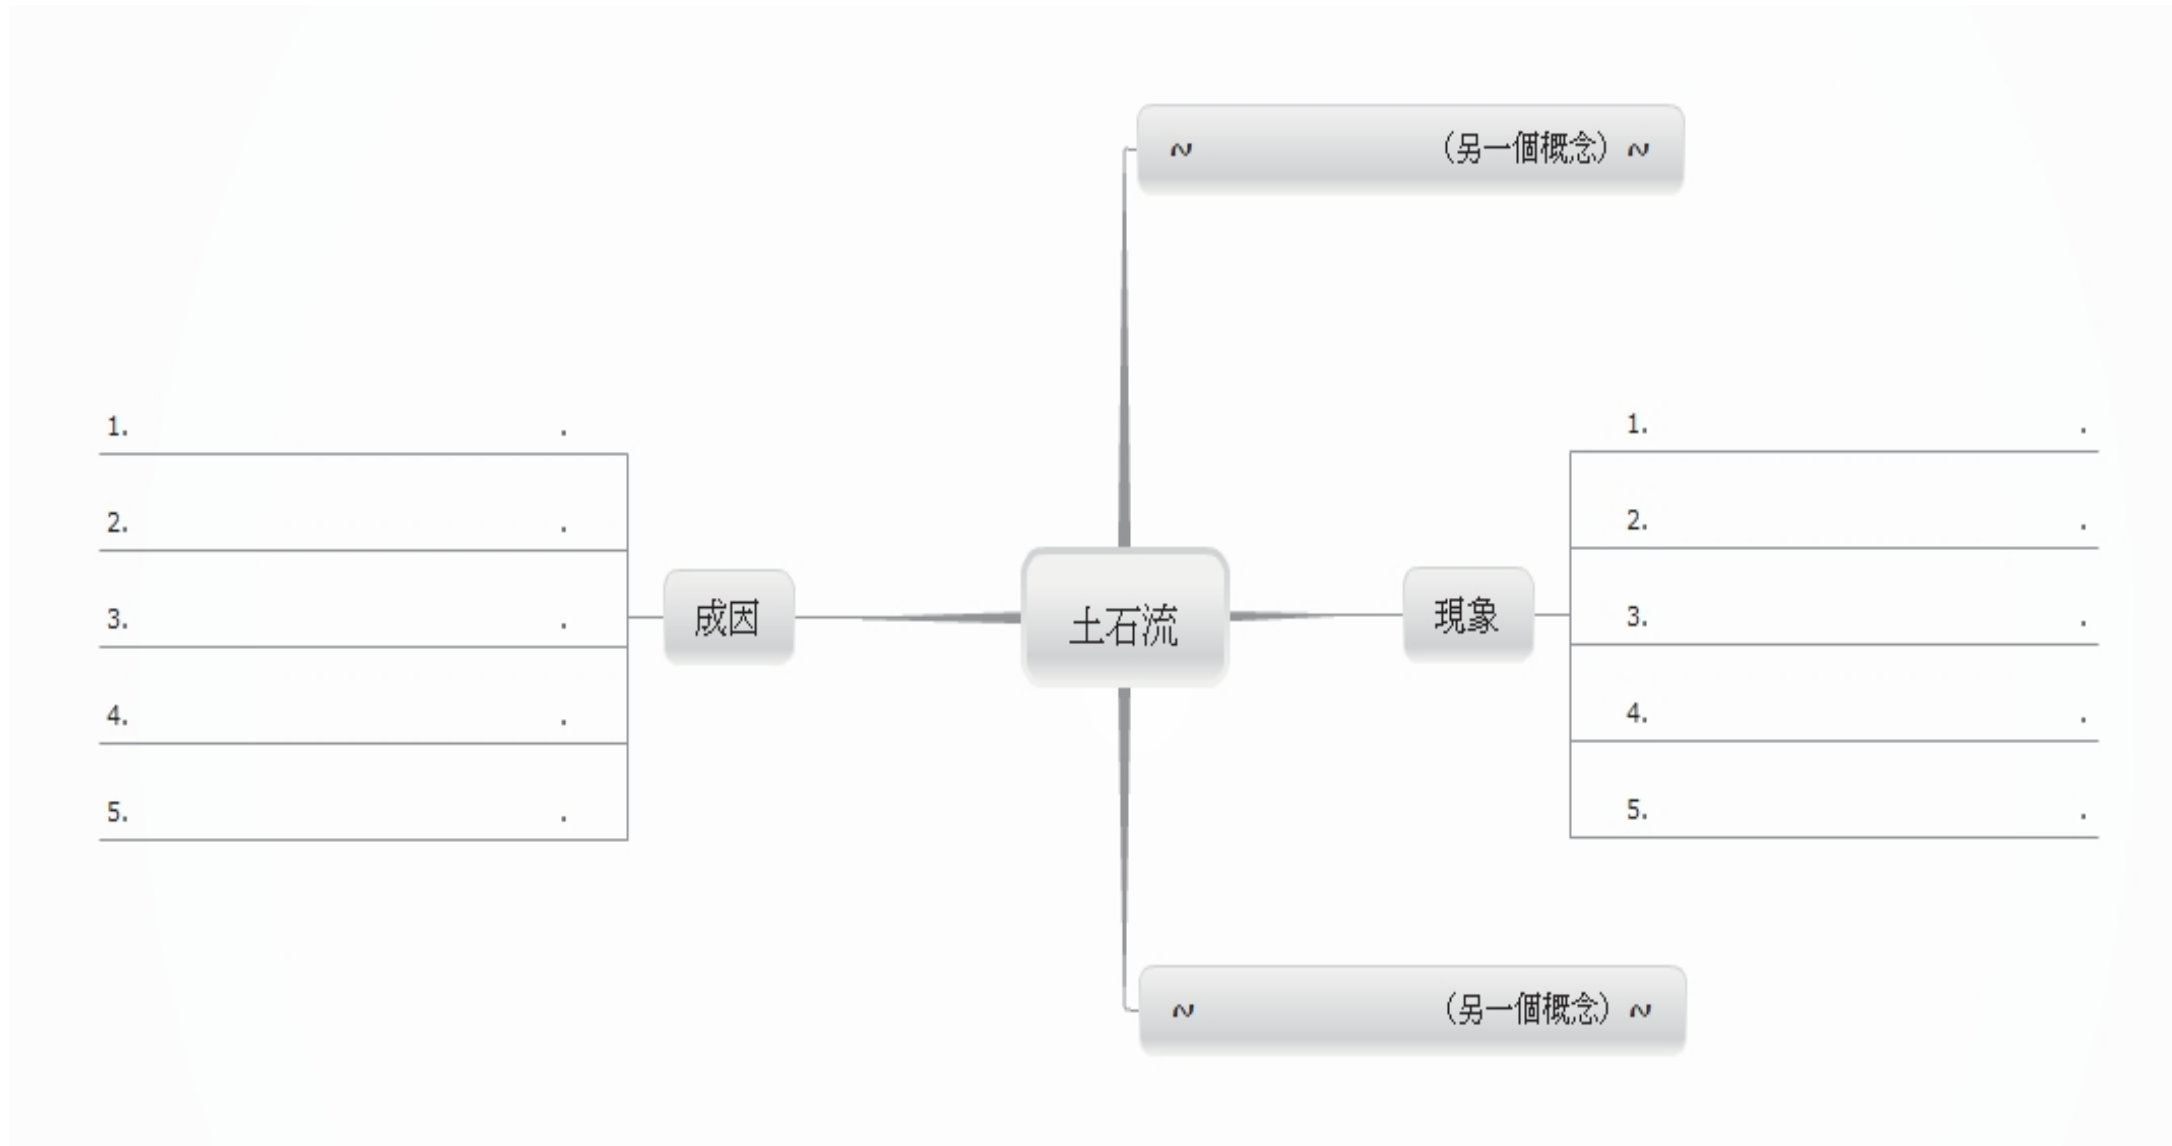 ~ (另一個概念) ~
1. .
2. .
3. .
4. .
5. .
成因
土石流
現象
1. .
2. .
3. .
4. .
5. .
~ (另一個概念) ~